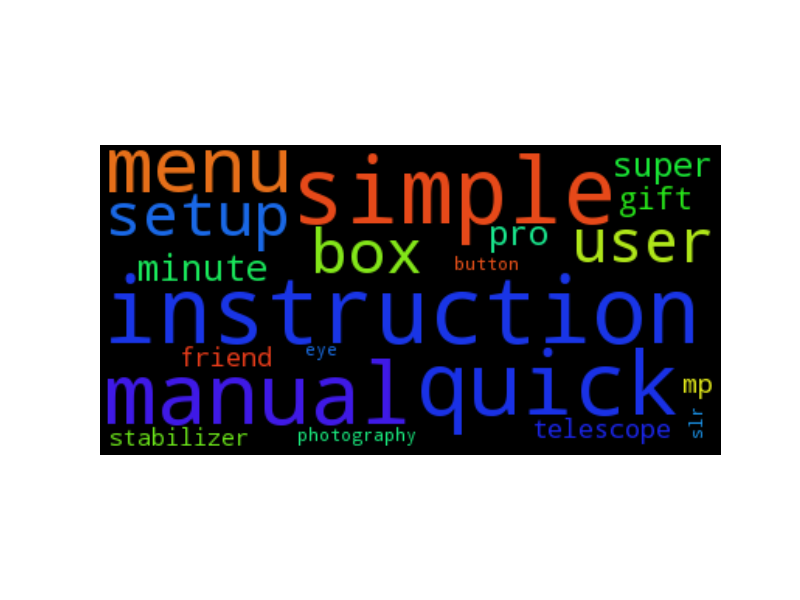 menu simple super
setup gift
box pro user
minute button
instruction
friend eye
manual quick mp
stabilizer photography telescope slr